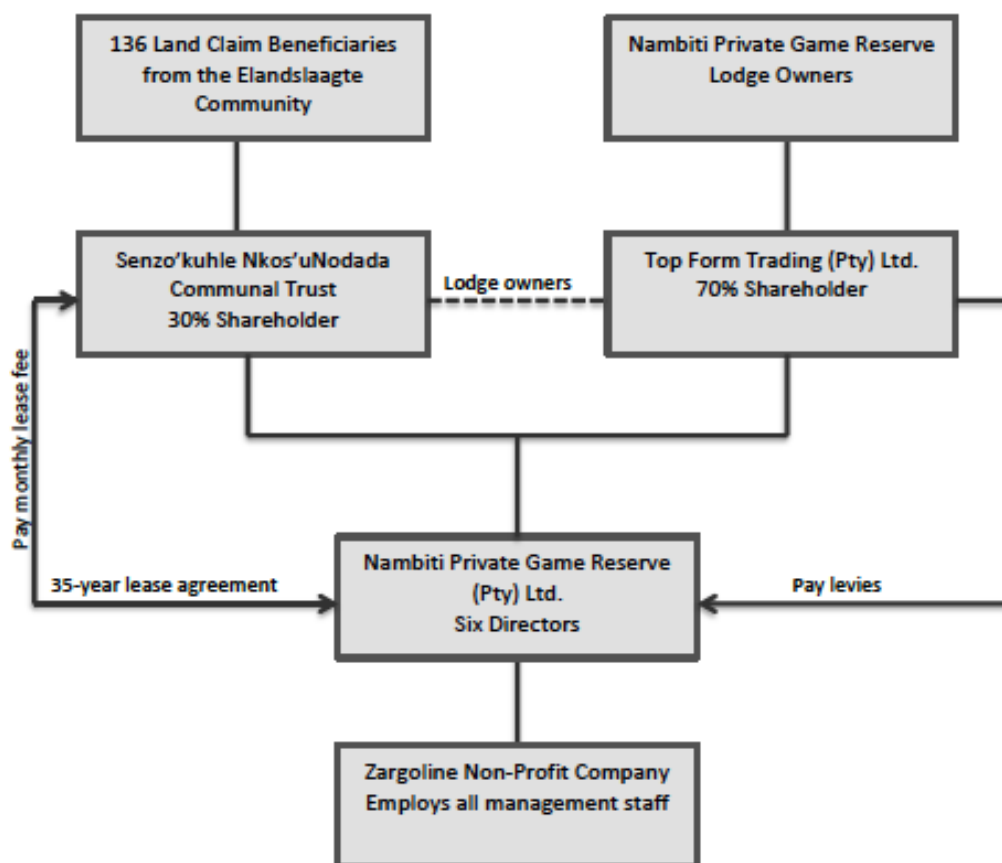 136 Land Claim Beneficiaries
from the Elandslaagte
Community
Nambiti Private Game Reserve
Lodge Owners
Senzo'kuhle Nkos'uNodada
Communal Trust
30% Shareholder
Lodge owners
Top Form Trading (Pty) Ltd.
70% Shareholder
Pay monthly lease fee
35-year lease agreement
Nambiti Private Game Reserve
(Pty) Ltd.
Six Directors
Pay levies
Zargoline Non-Profit Company
Employs all management staff